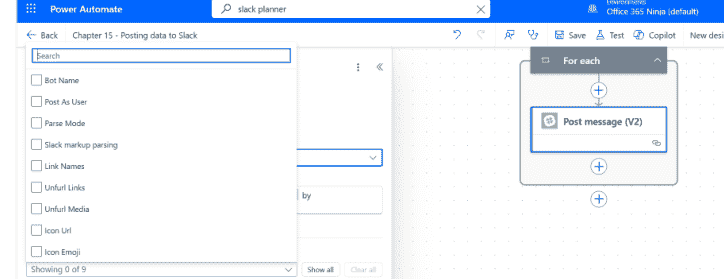 Power Automate
slack planner
Environments
Office 365 Ninja (default)
Back
Chapter 15 - Posting data to Slack
Save
Test
Copilot
New desi
Search
Bot Name
Post As User
Parse Mode
Slack markup parsing
Link Names
Unfurl Links
Unfurl Media
Icon Url
Icon Emoji
by
Showing 0 of 9
Show all
Clear all
For each
Post message (V2)